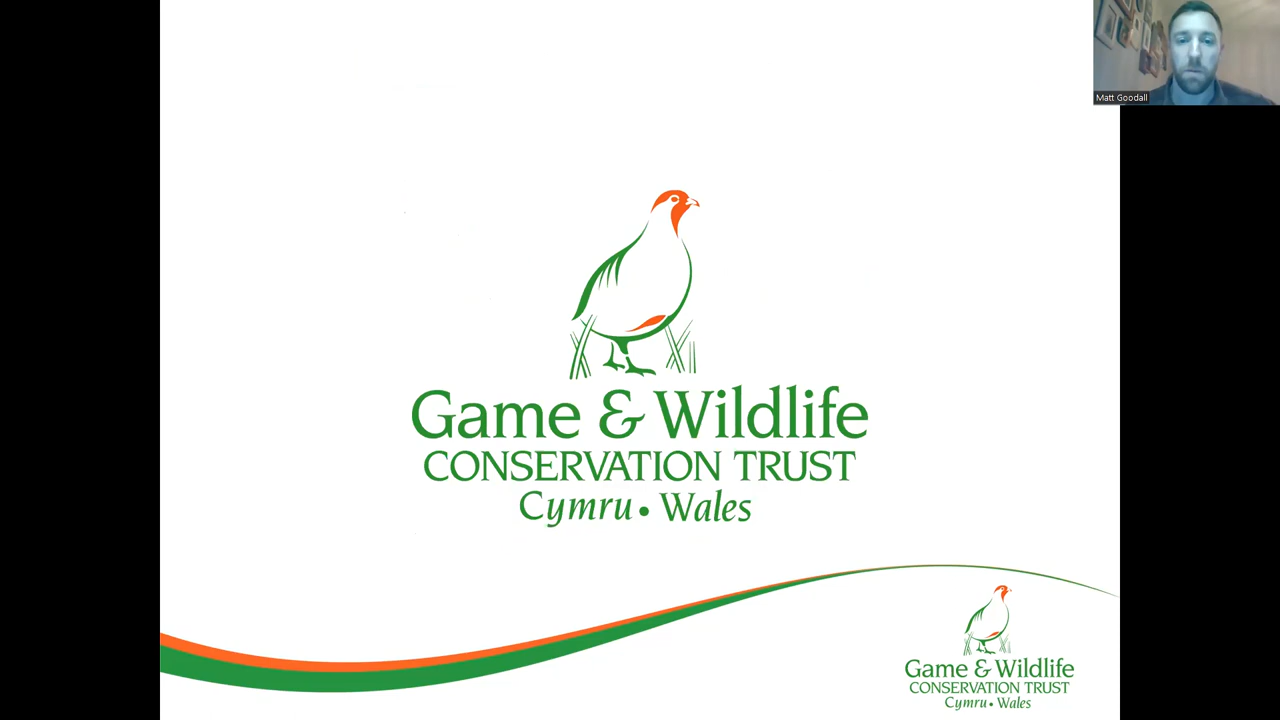 Matt Goodall
Game & Wildlife
CONSERVATION TRUST
Cymru • Wales
Game & Wildlife
CONSERVATION TRUST
Cymru • Wales